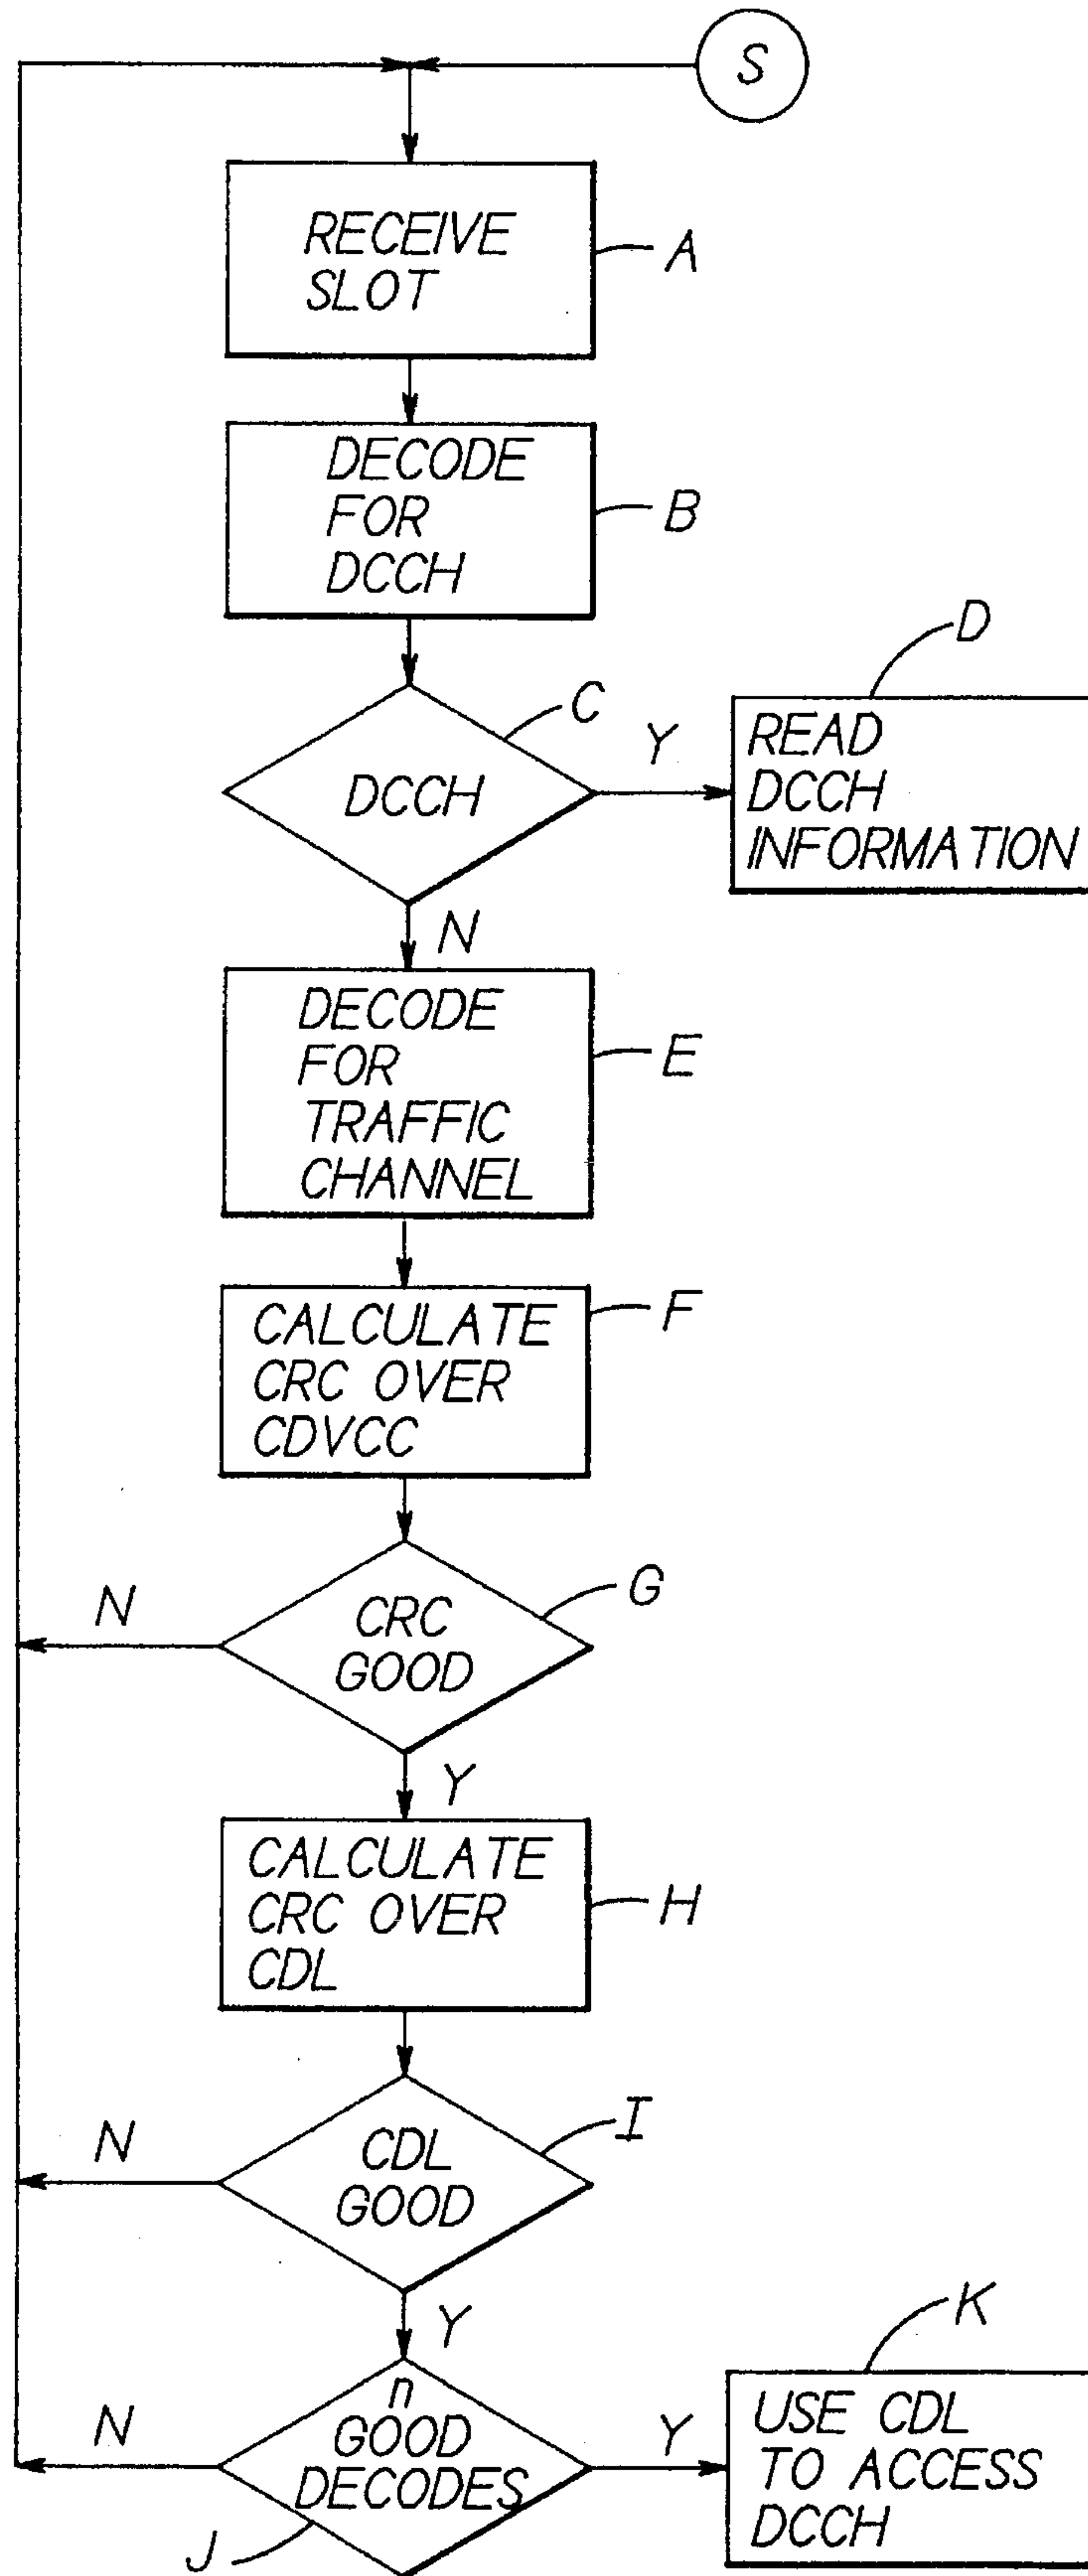 S
RECEIVE
SLOT
A
DECODE
FOR
DCCH
B
DCCH
C
Y
D
READ
DCCH
INFORMATION
N
DECODE
FOR
TRAFFIC
CHANNEL
E
CALCULATE
CRC OVER
CDVCC
F
CRC
GOOD
G
N
Y
CALCULATE
CRC OVER
CDL
H
CDL
GOOD
I
N
Y
n
GOOD
DECODES
J
N
Y
K
USE CDL
TO ACCESS
DCCH